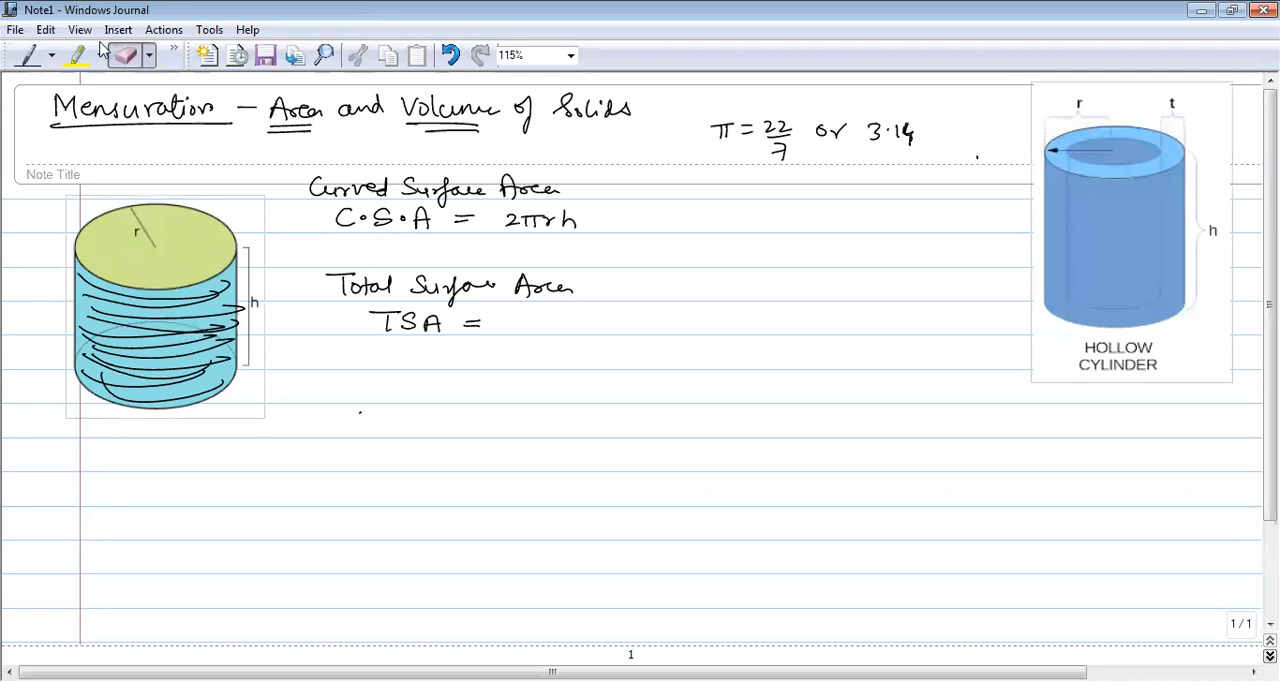 Note1 - Windows Journal
File Edit View Insert Actions Tools Help
115%
Mensuration – Area and Volume of Solids
π = 22/7 or 3.14
Note Title
Curved Surface Area
C.S.A = 2πrh
Total Surface Area
TSA =
r
h
r
t
h
HOLLOW
CYLINDER
1 / 1
1